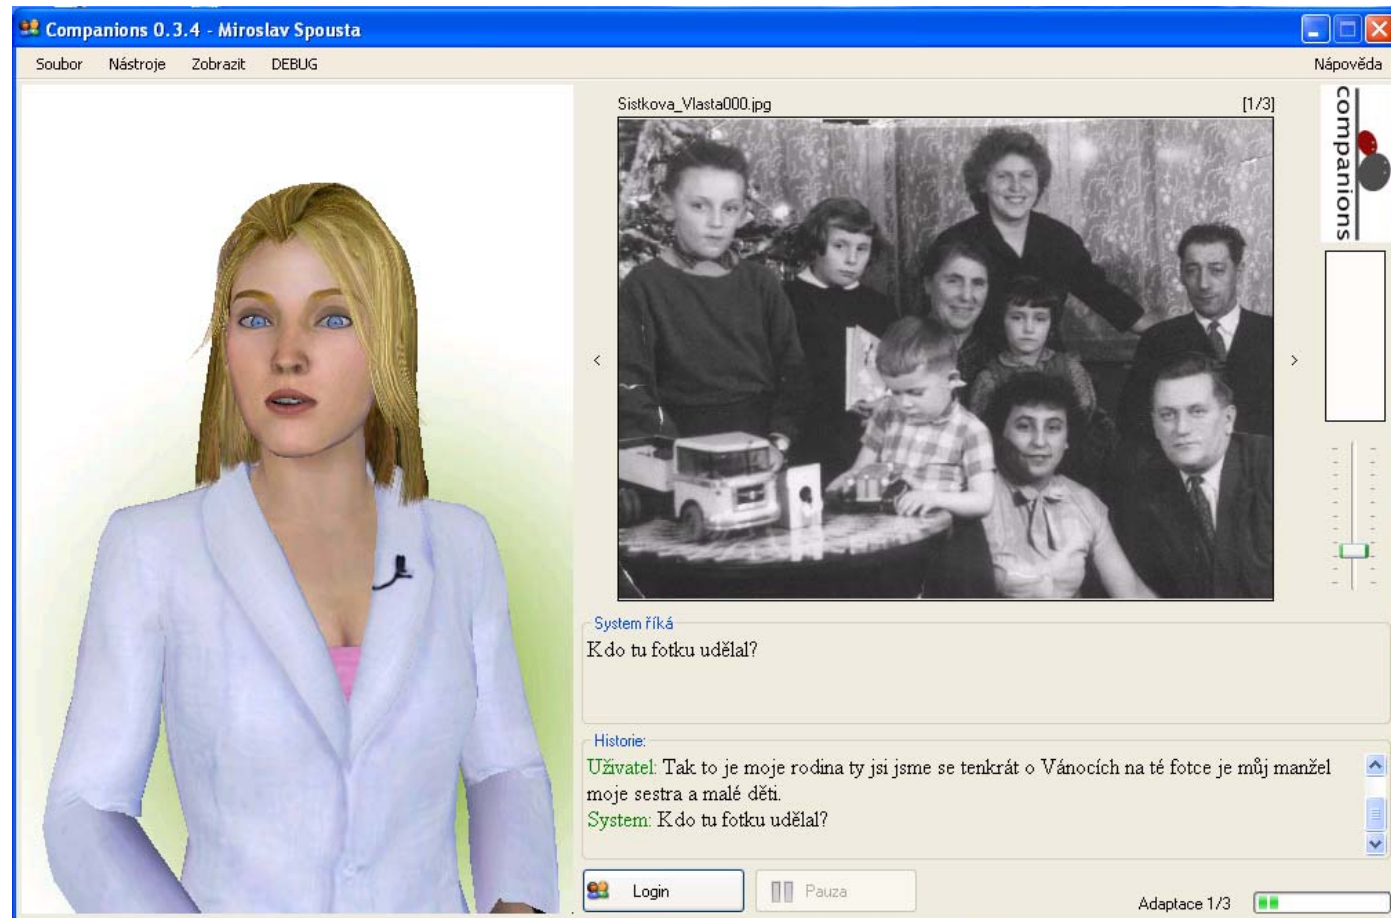 Companions 0.3.4 - Miroslav Spousta
Soubor Nástroje Zobrazit DEBUG Nápověda
Sistkova_Vlasta000.jpg [1/3]
companions
< >
System říká
Kdo tu fotku udělal?
Historie:
Uživatel: Tak to je moje rodina ty jsi jsme se tenkrát o Vánocích na té fotce je můj manžel
moje sestra a malé děti.
System: Kdo tu fotku udělal?
Login Pauza
Adaptace 1/3